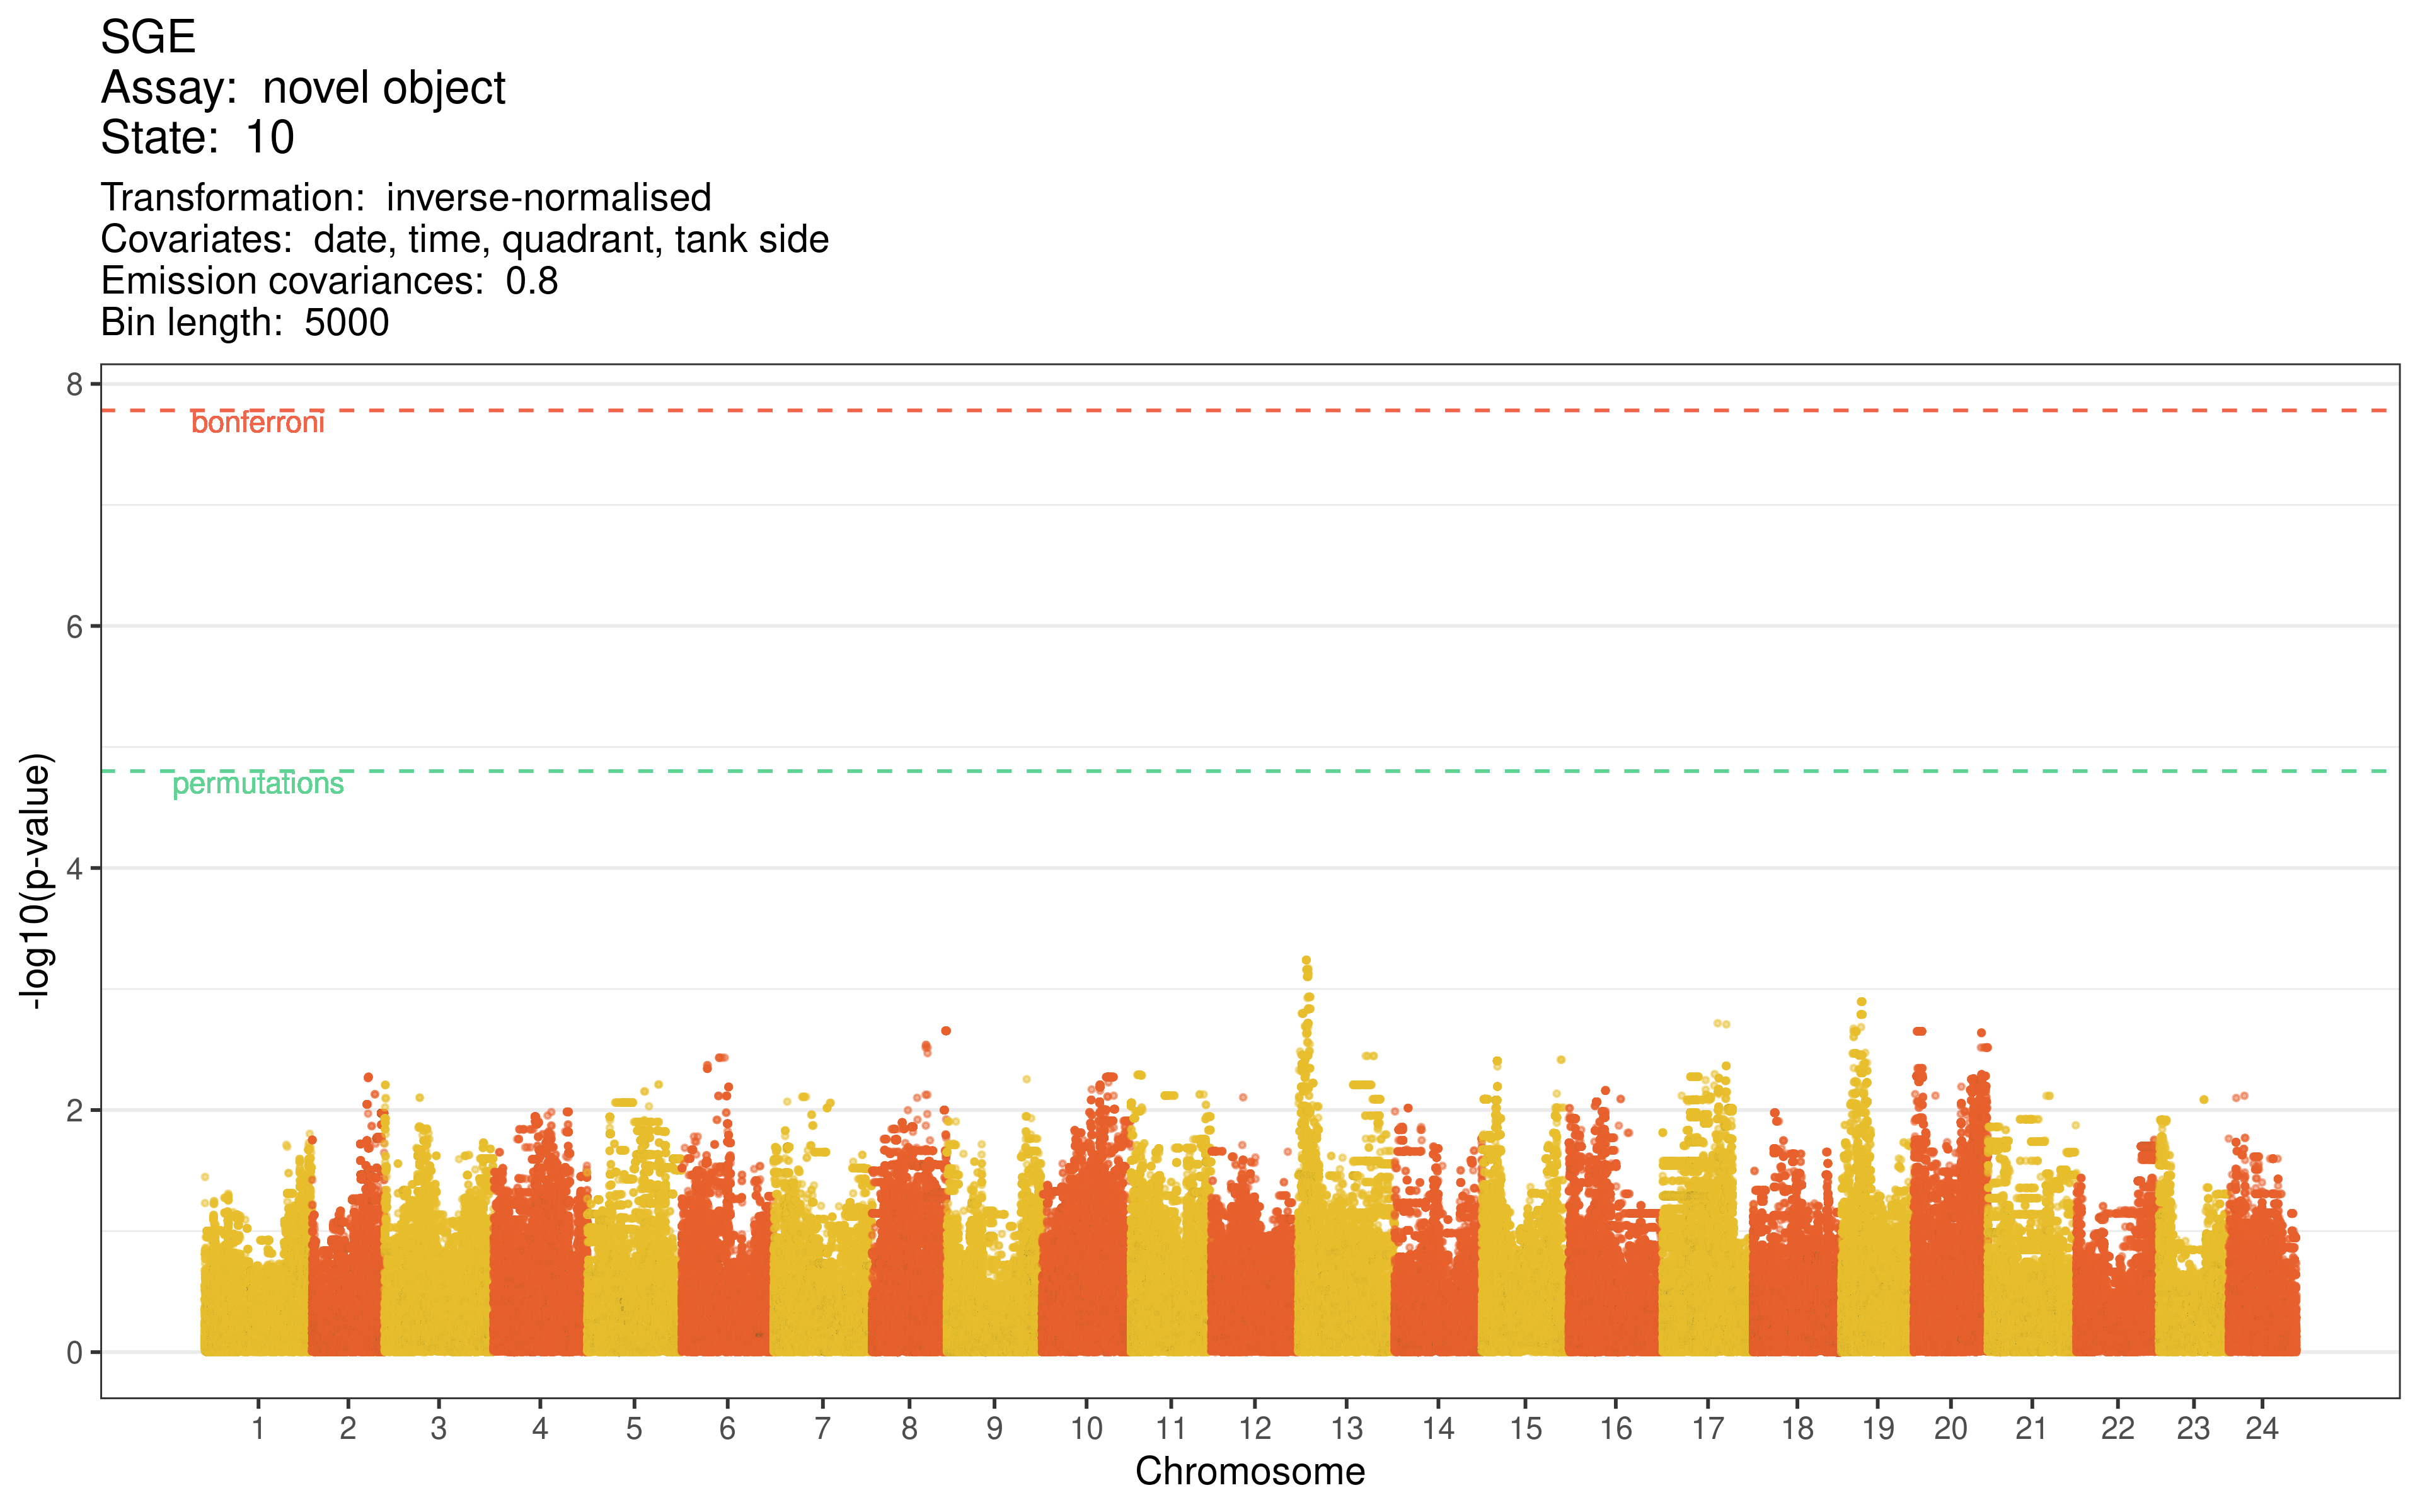 SGE
Assay:  novel object
State:  10
Transformation:  inverse-normalised
Covariates:  date, time, quadrant, tank side
Emission covariances:  0.8
Bin length:  5000
8
bonferroni
6
permutations
4
2
0
-log10(p-value)
1 2 3 4 5 6 7 8 9 10 11 12 13 14 15 16 17 18 19 20 21 22 23 24
Chromosome